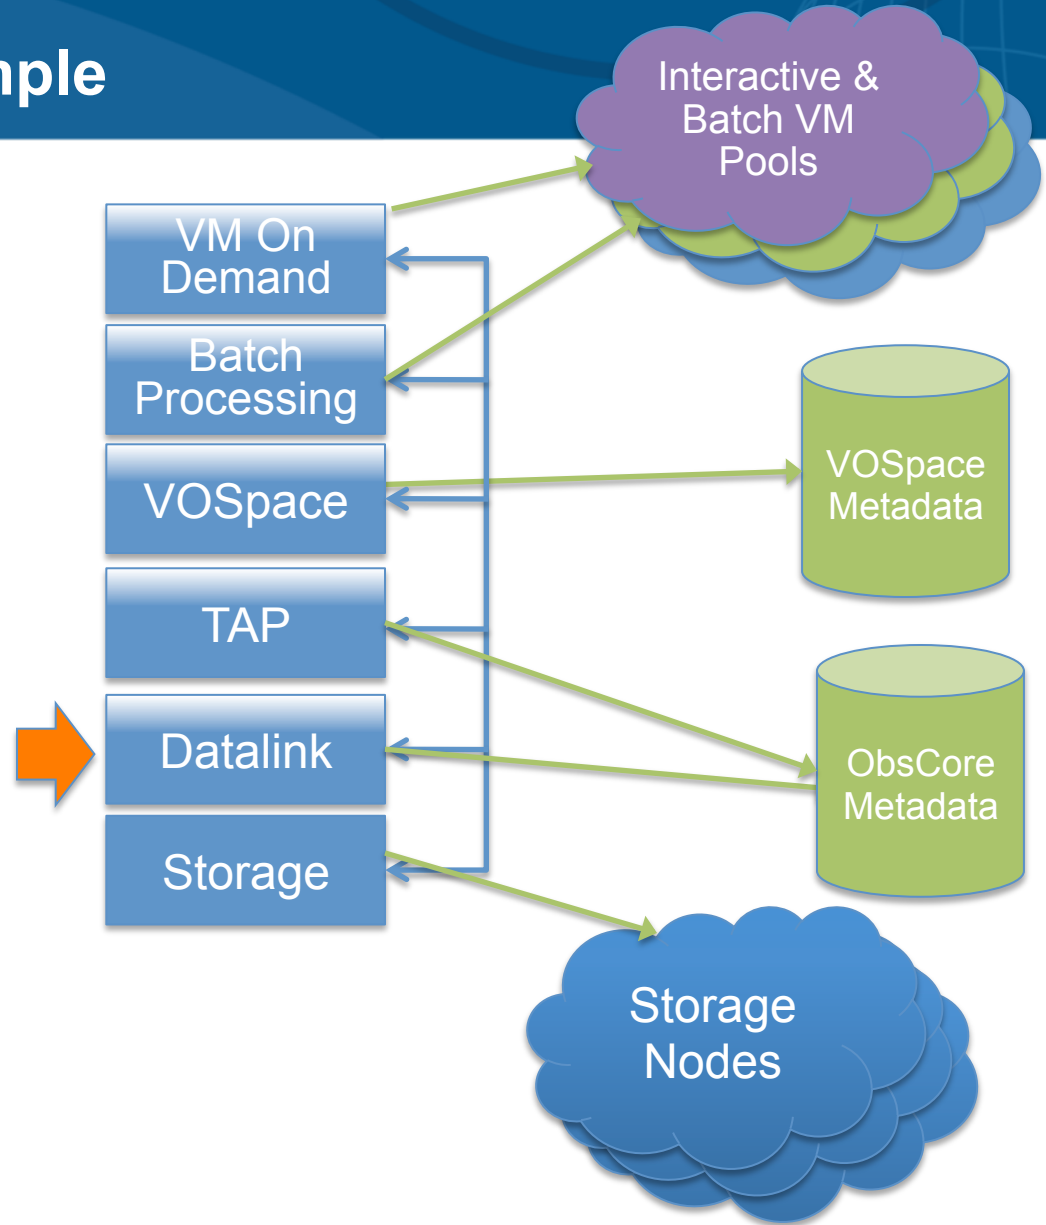 Interactive &
Batch VM
Pools
VM On
Demand
Batch
Processing
VOSpace
VOSpace
Metadata
TAP
Datalink
ObsCore
Metadata
Storage
Storage
Nodes